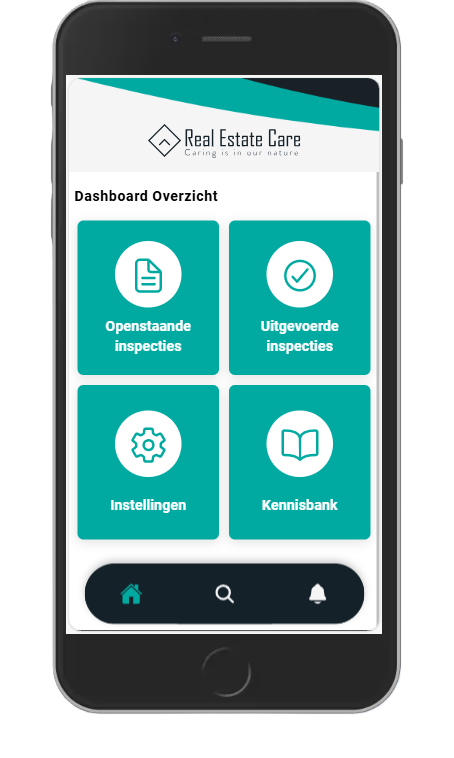 Real Estate Care
Caring is in our nature
Dashboard Overzicht
Openstaande
inspecties
Uitgevoerde
inspecties
Instellingen
Kennisbank